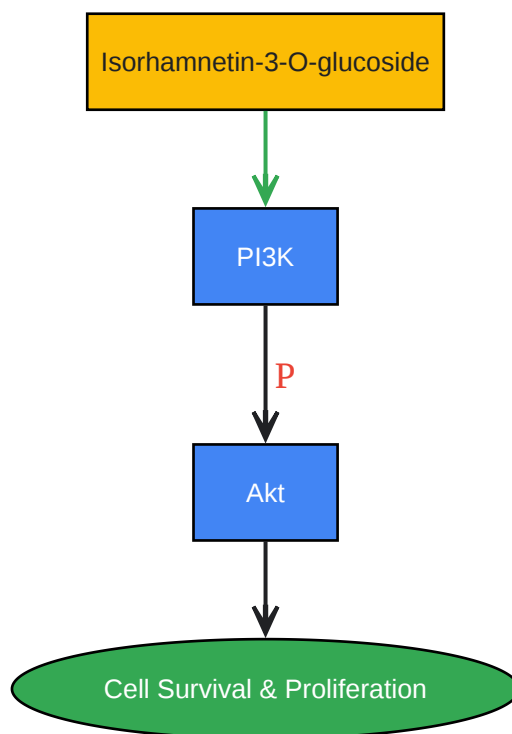 Isorhamnetin-3-O-glucoside
PI3K
P
Akt
Cell Survival & Proliferation